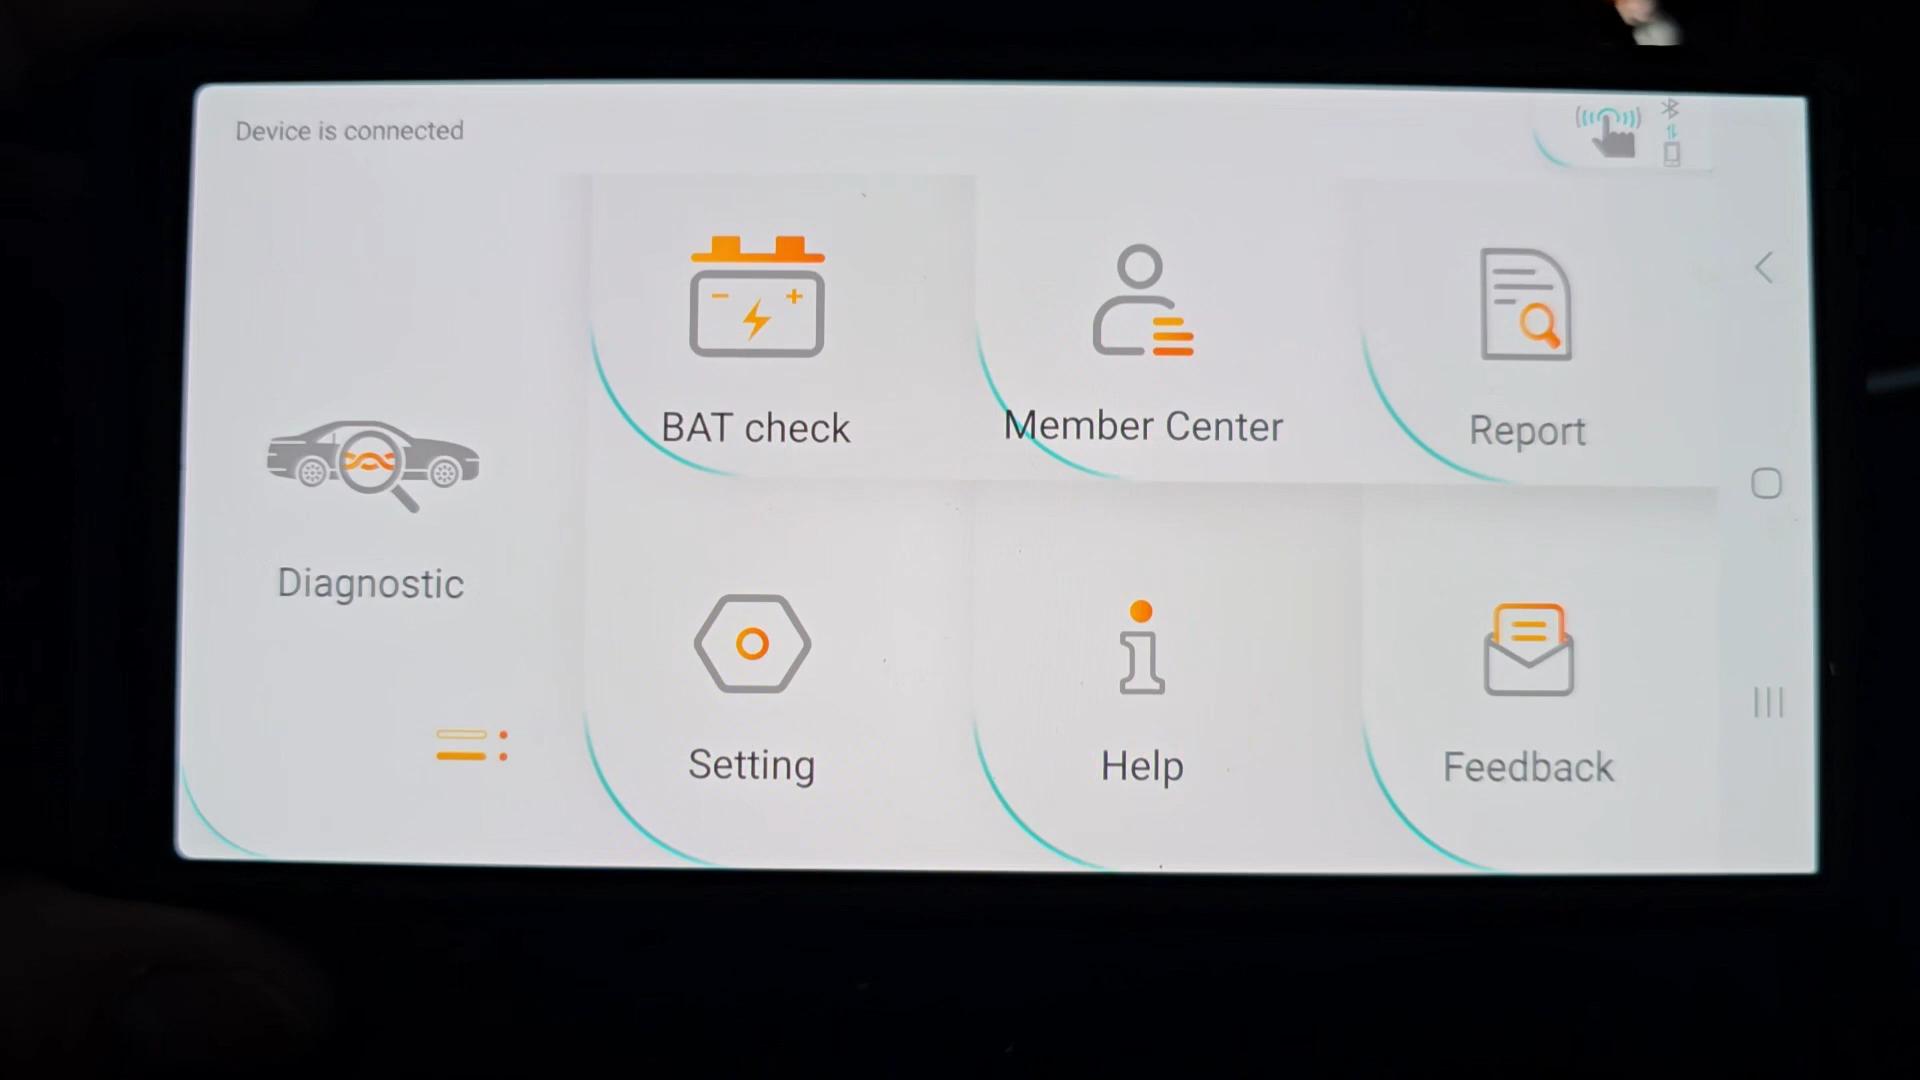 Device is connected
BAT check
Member Center
Report
Diagnostic
Setting
Help
Feedback